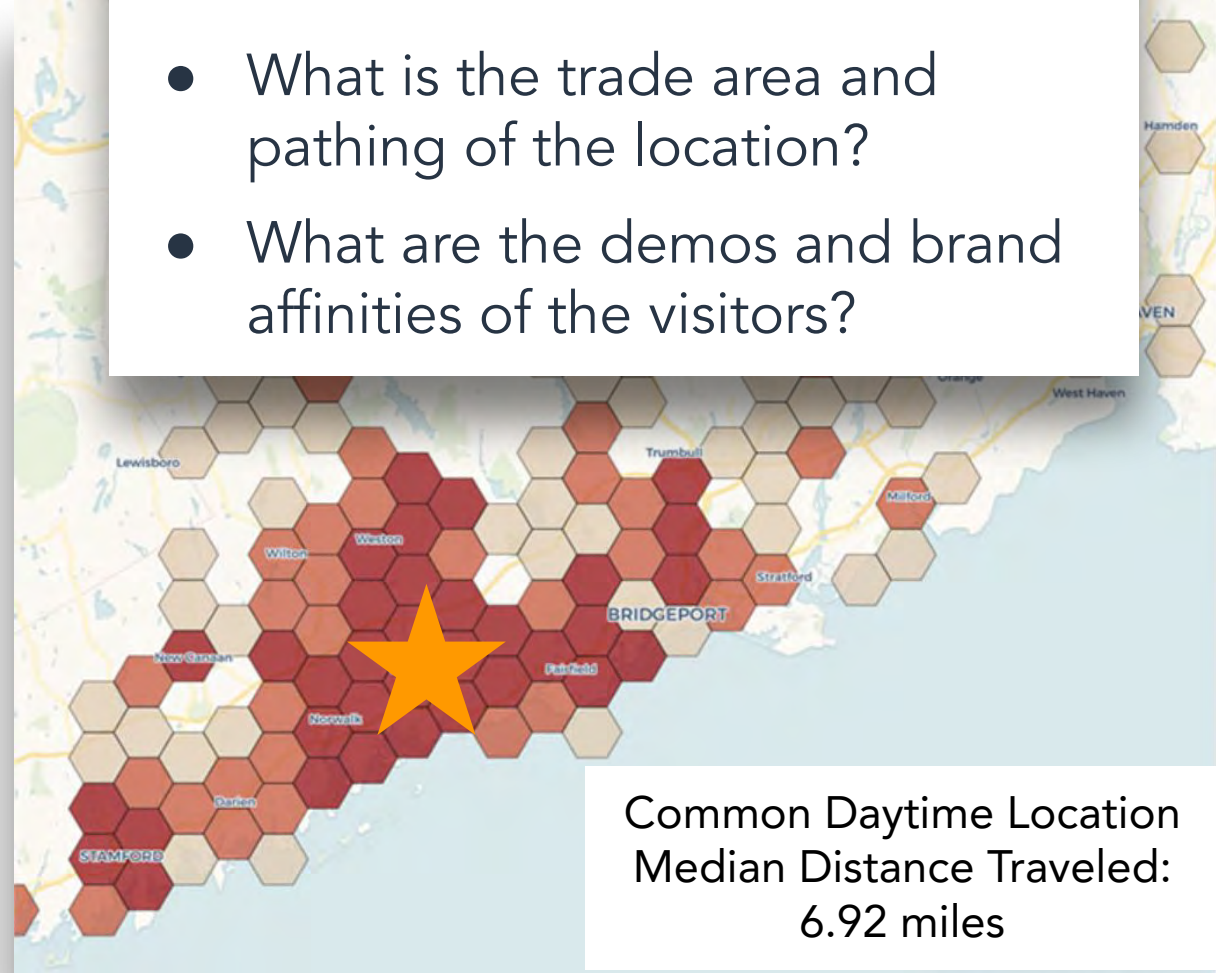 ● What is the trade area and
pathing of the location?
● What are the demos and brand
affinities of the visitors?
Hamden
VEN
Orange
West Haven
Lewisboro
Trumbull
Milford
Weston
Wilton
Stratford
BRIDGEPORT
New Canaan
Fairfield
Norwalk
Darien
STAMFORD
Common Daytime Location
Median Distance Traveled:
6.92 miles